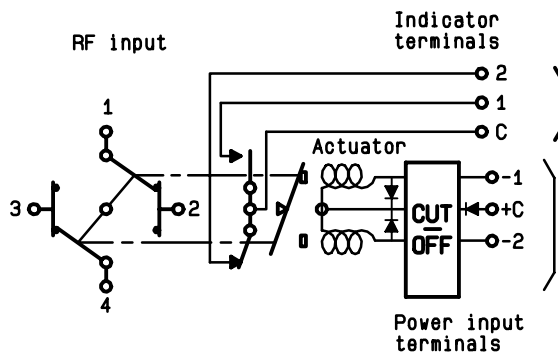 Indicator
terminals
RF input
2
1
C
1
Actuator
3
2
-1
+C
-2
CUT
OFF
4
Power input
terminals